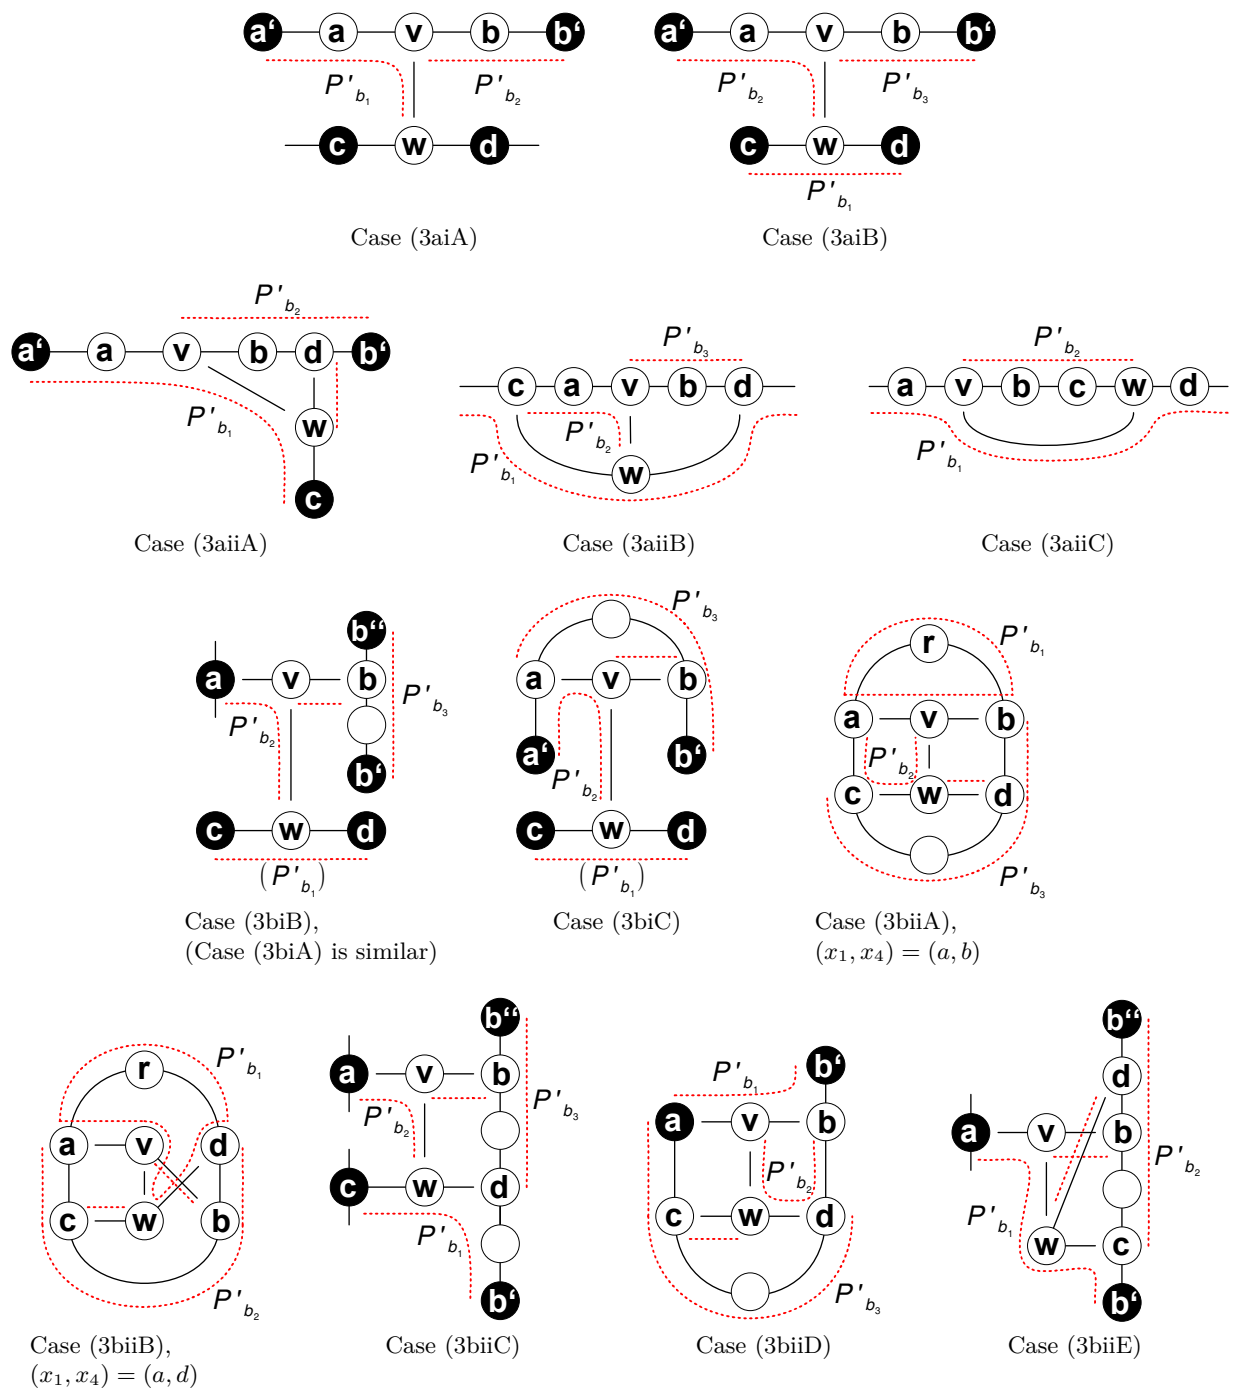 a‘ a v b b‘ a‘ a v b b‘
P'b1 P'b2 P'b2 P'b3
c w d c w d
P'b1
Case (3aiA) Case (3aiB)
P'b2
P'b3 P'b2
a‘ a v b d b‘ c a v b d a v b c w d
P'b1 w P'b2 P'b1 w P'b1
c
Case (3aiiA) Case (3aiiB) Case (3aiiC)
b‘‘ P'b3 r P'b1
a v b a v b a v b
P'b2 P'b3 P'b2
b‘ a‘ P'b2 b‘ c w d
c w d c w d
(P'b1) (P'b1) P'b3
Case (3biB), Case (3biC) Case (3biiA),
(Case (3biA) is similar) (x1, x4) = (a, b)
b‘‘ b‘‘
r P'b1 a v b P'b1 b‘ d
a v d P'b2 P'b3 a v b a v b
P'b2 P'b2
c w b c w d c w d P'b1 w c
P'b2 P'b1 b‘ P'b3 b‘
Case (3biiB), Case (3biiC) Case (3biiD) Case (3biiE)
(x1, x4) = (a, d)